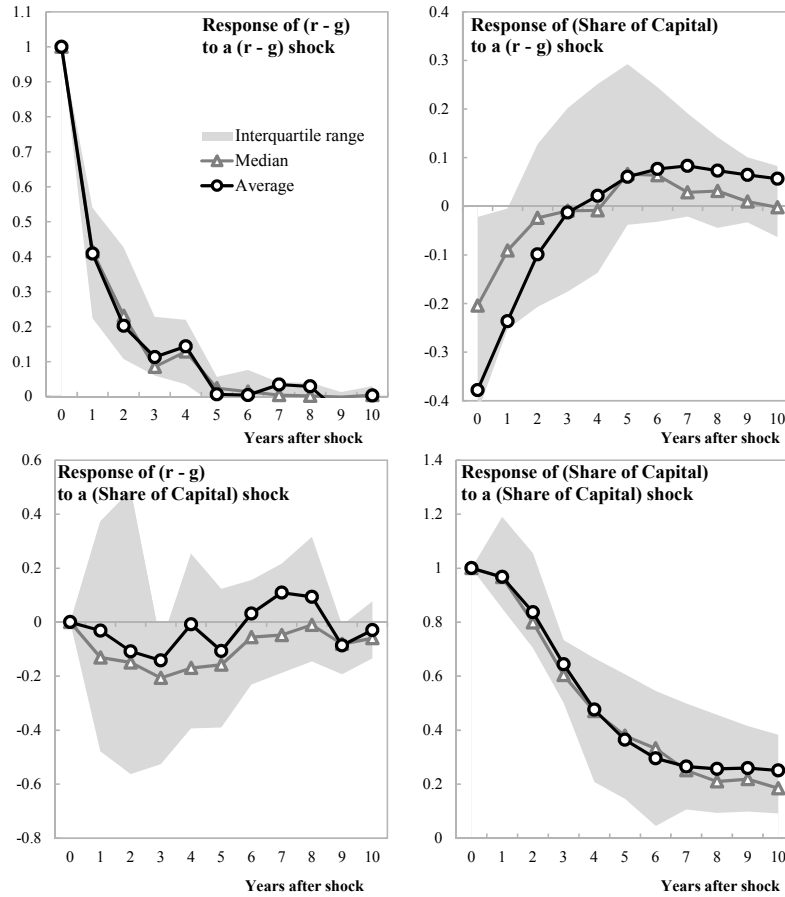 Response of (r - g)
to a (r - g) shock
1.1
1
0.9
0.8
0.7
0.6
0.5
0.4
0.3
0.2
0.1
0
Interquartile range
Median
Average
0 1 2 3 4 5 6 7 8 9 10
Years after shock
Response of (Share of Capital)
to a (r - g) shock
0.4
0.3
0.2
0.1
0
-0.1
-0.2
-0.3
-0.4
0 1 2 3 4 5 6 7 8 9 10
Years after shock
Response of (r - g)
to a (Share of Capital) shock
0.6
0.4
0.2
0
-0.2
-0.4
-0.6
-0.8
0 1 2 3 4 5 6 7 8 9 10
Years after shock
Response of (Share of Capital)
to a (Share of Capital) shock
1.4
1.2
1
0.8
0.6
0.4
0.2
0
0 1 2 3 4 5 6 7 8 9 10
Years after shock